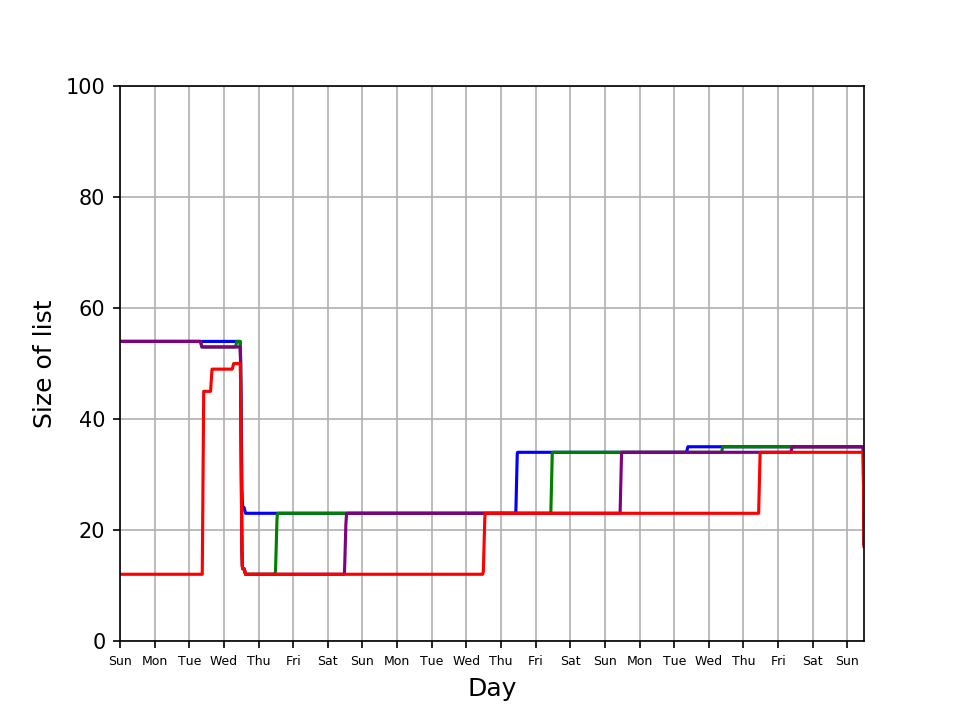 100
80
60
40
20
0
Size of list
Sun Mon Tue Wed Thu Fri Sat Sun Mon Tue Wed Thu Fri Sat Sun Mon Tue Wed Thu Fri Sat Sun
Day